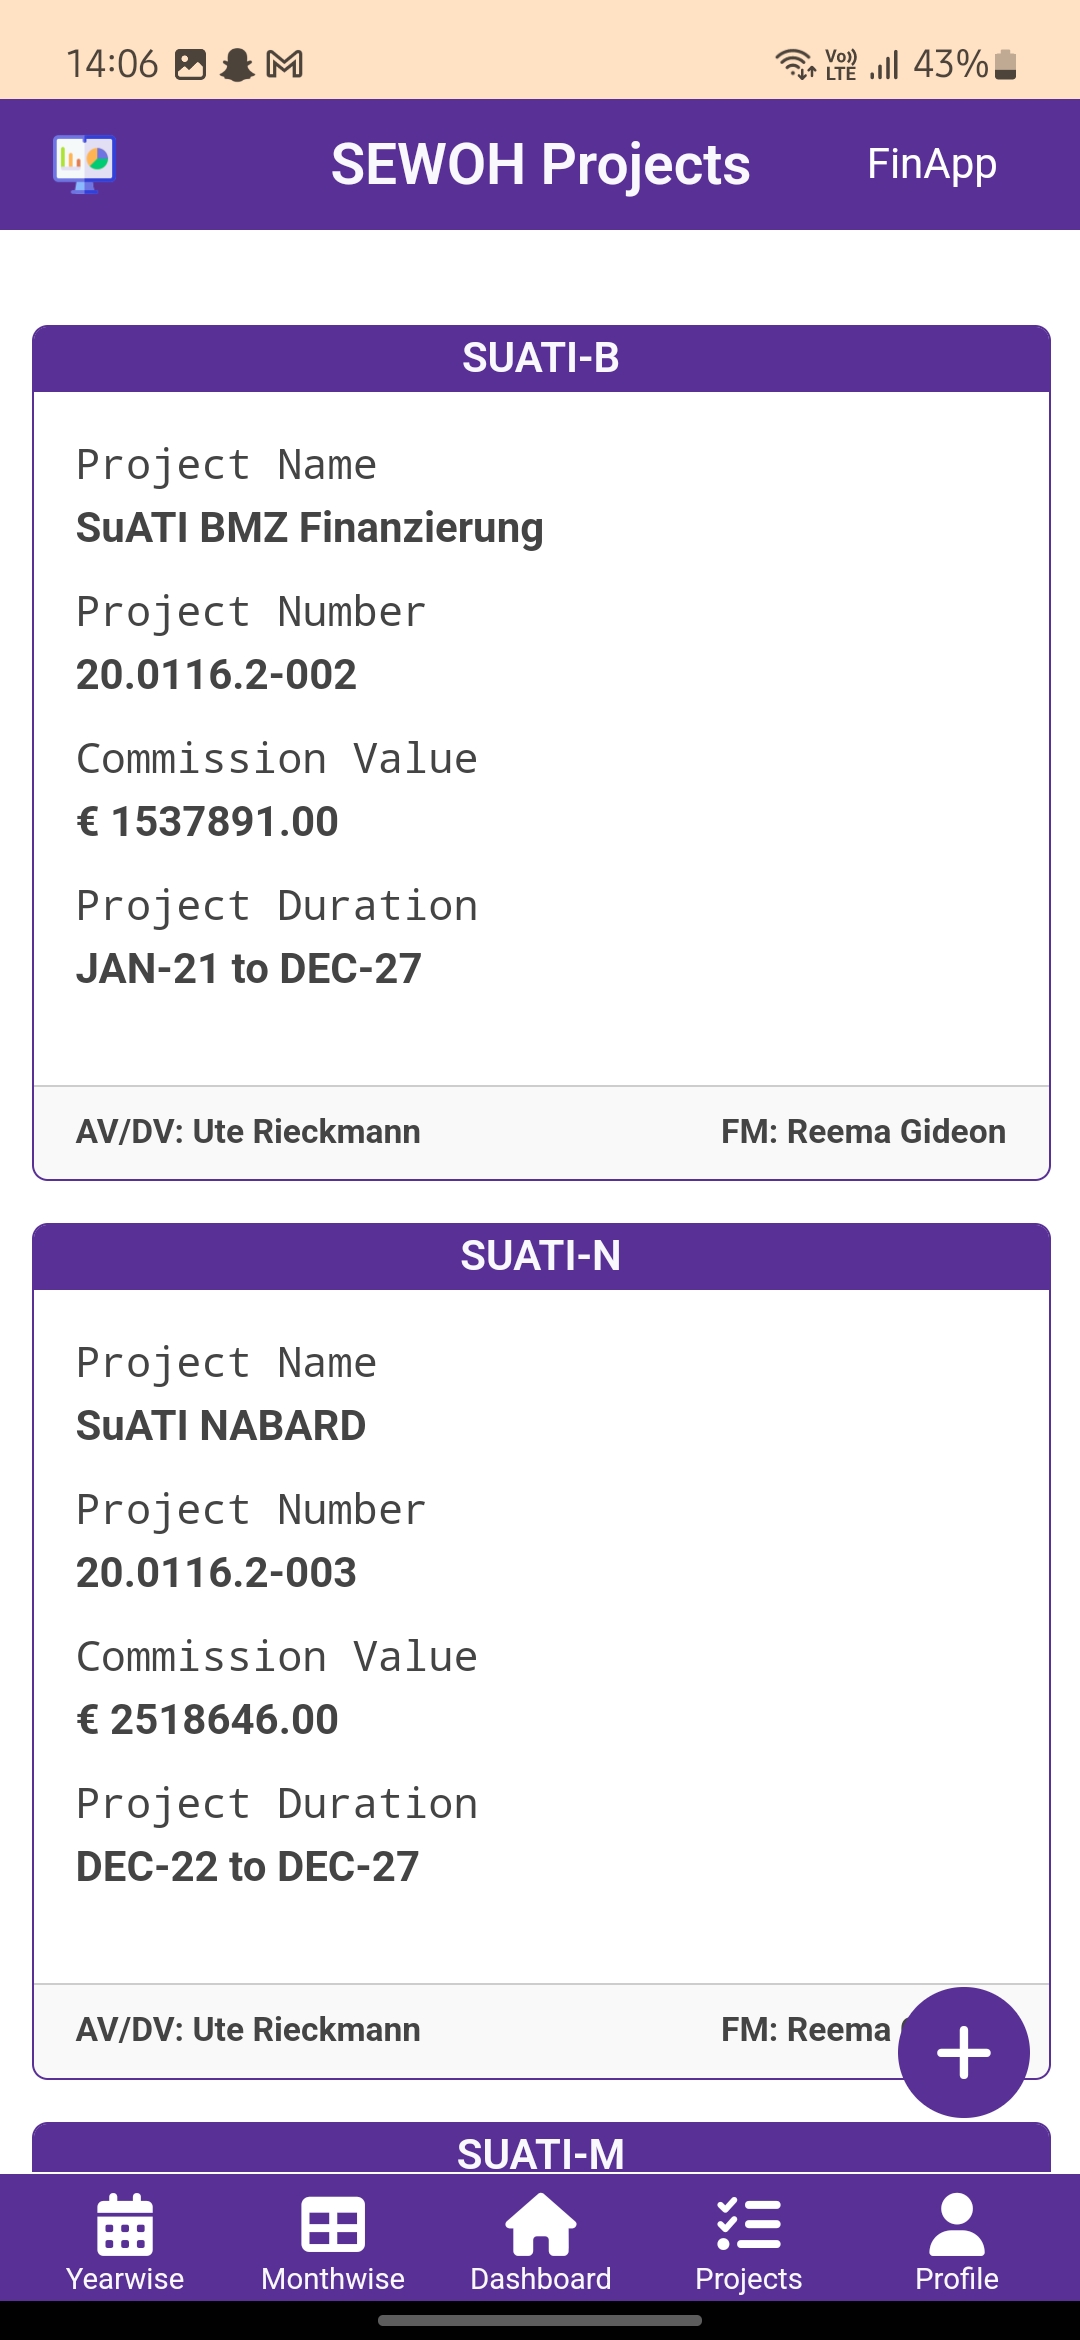 14:06 Vo)) LTE 43%
SEWOH Projects FinApp
SUATI-B
Project Name
SuATI BMZ Finanzierung
Project Number
20.0116.2-002
Commission Value
€ 1537891.00
Project Duration
JAN-21 to DEC-27
AV/DV: Ute Rieckmann FM: Reema Gideon
SUATI-N
Project Name
SuATI NABARD
Project Number
20.0116.2-003
Commission Value
€ 2518646.00
Project Duration
DEC-22 to DEC-27
AV/DV: Ute Rieckmann FM: Reema
SUATI-M
Yearwise Monthwise Dashboard Projects Profile